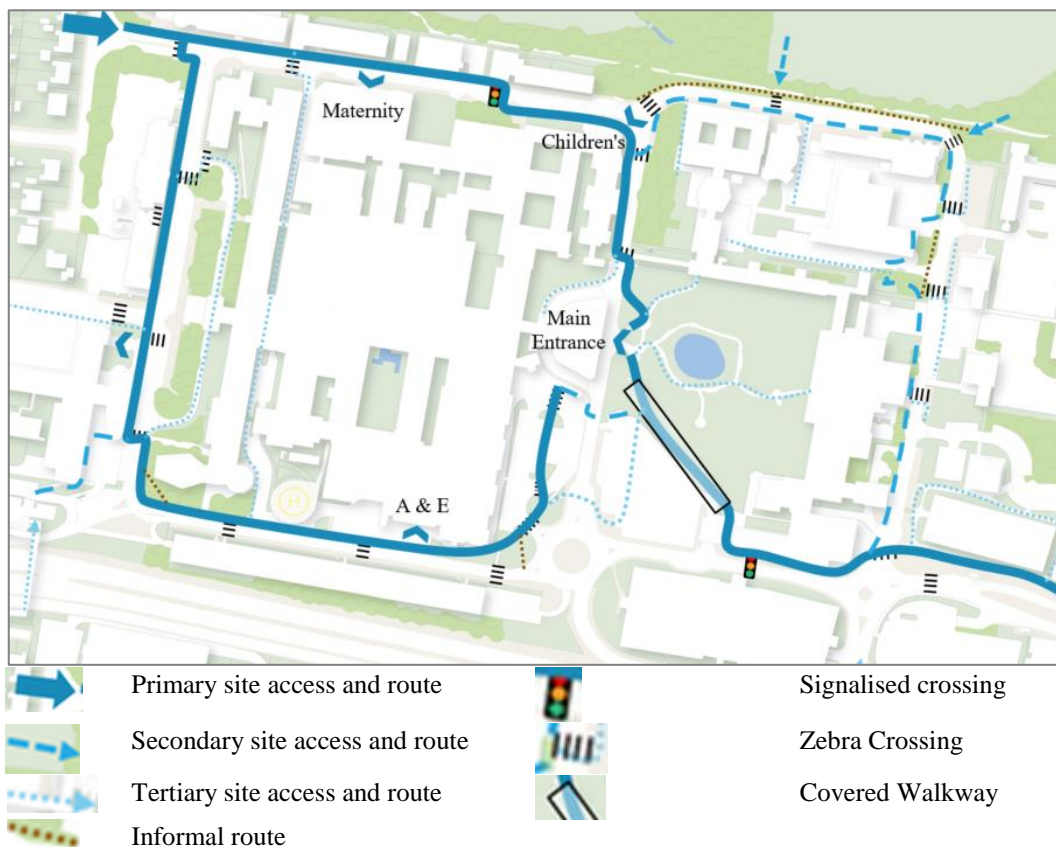 Maternity
Children's
Main
Entrance
A & E
H
Primary site access and route
Signalised crossing
Secondary site access and route
Zebra Crossing
Tertiary site access and route
Covered Walkway
Informal route